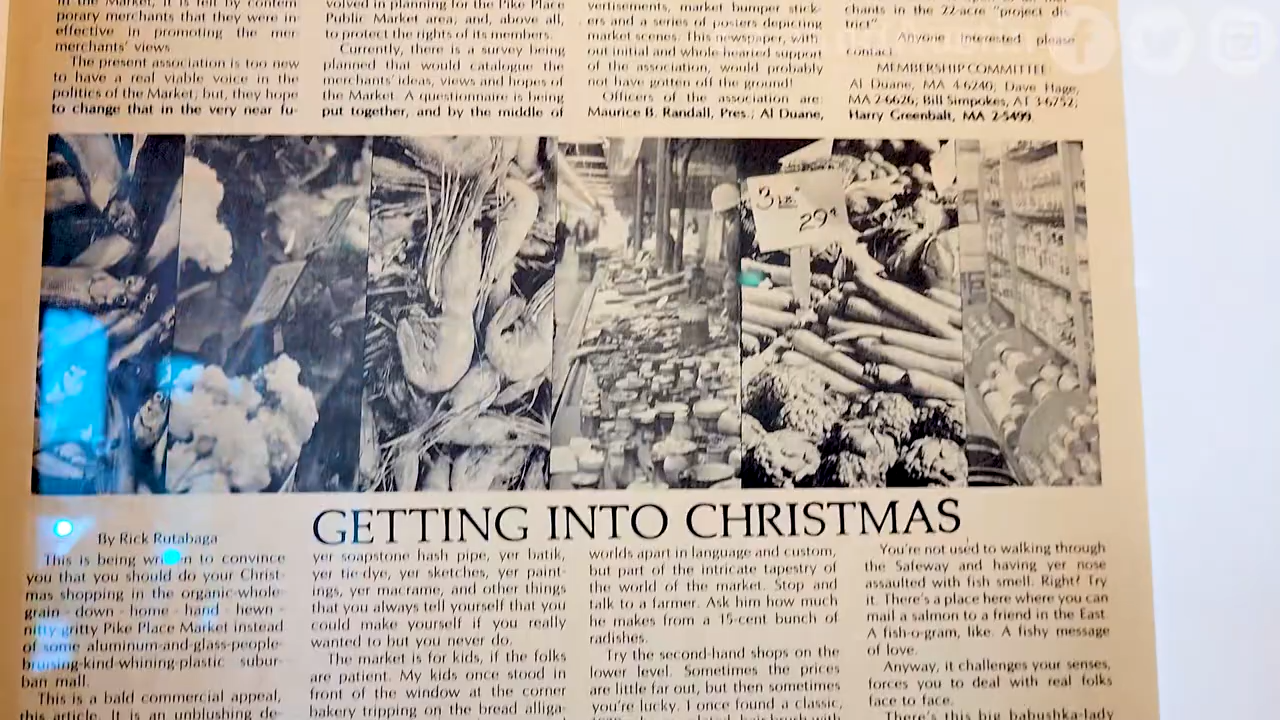 in the Market, it is felt by contem
porary merchants that they were in-
effective in promoting the mer
merchants' views
The present association is too new
to have a real viable voice in the
politics of the Market; but, they hope
to change that in the very near fu-
volved in planning for the Pike Place
Public Market area; and, above all,
to protect the rights of its members.
Currently, there is a survey being
planned that would catalogue the
merchants' ideas, views and hopes of
the Market. A questionnaire is being
put together, and by the middle of
vertisements, market bumper stick-
ers and a series of posters depicting
market scenes. This newspaper, with-
out initial and whole-hearted support
of the association, would probably
not have gotten off the ground!
Officers of the association are:
Maurice B. Randall, Pres.; Al Duane,
chants in the 22-acre "project dis-
trict".
Anyone interested please
contact
MEMBERSHIP COMMITTEE
Al Duane, MA 4-6240; Dave Hage,
MA 2-6626; Bill Simpokes, AT 3-6752;
Harry Greenbalt, MA 2-5499.
3 Lz.
29¢
GETTING INTO CHRISTMAS
By Rick Rutabaga
This is being written to convince
you that you should do your Christ-
mas shopping in the organic-whole-
grain - down - home - hand - hewn -
nitty-gritty Pike Place Market instead
of some aluminum-and-glass-people-
bruising-kind-whining-plastic subur-
ban mall.
This is a bald commercial appeal,
this article. It is an unblushing de-
yer soapstone hash pipe, yer batik,
yer tie-dye, yer sketches, yer paint-
ings, yer macrame, and other things
that you always tell yourself that you
could make yourself if you really
wanted to but you never do.
The market is for kids, if the folks
are patient. My kids once stood in
front of the window at the corner
bakery tripping on the bread alliga-
worlds apart in language and custom,
but part of the intricate tapestry of
the world of the market. Stop and
talk to a farmer. Ask him how much
he makes from a 15-cent bunch of
radishes.
Try the second-hand shops on the
lower level. Sometimes the prices
are little far out, but then sometimes
you're lucky. I once found a classic,
You're not used to walking through
the Safeway and having yer nose
assaulted with fish smell. Right? Try
it. There's a place here where you can
mail a salmon to a friend in the East.
A fish-o-gram, like. A fishy message
of love.
Anyway, it challenges your senses,
forces you to deal with real folks
face to face.
There's this big babushka-lady